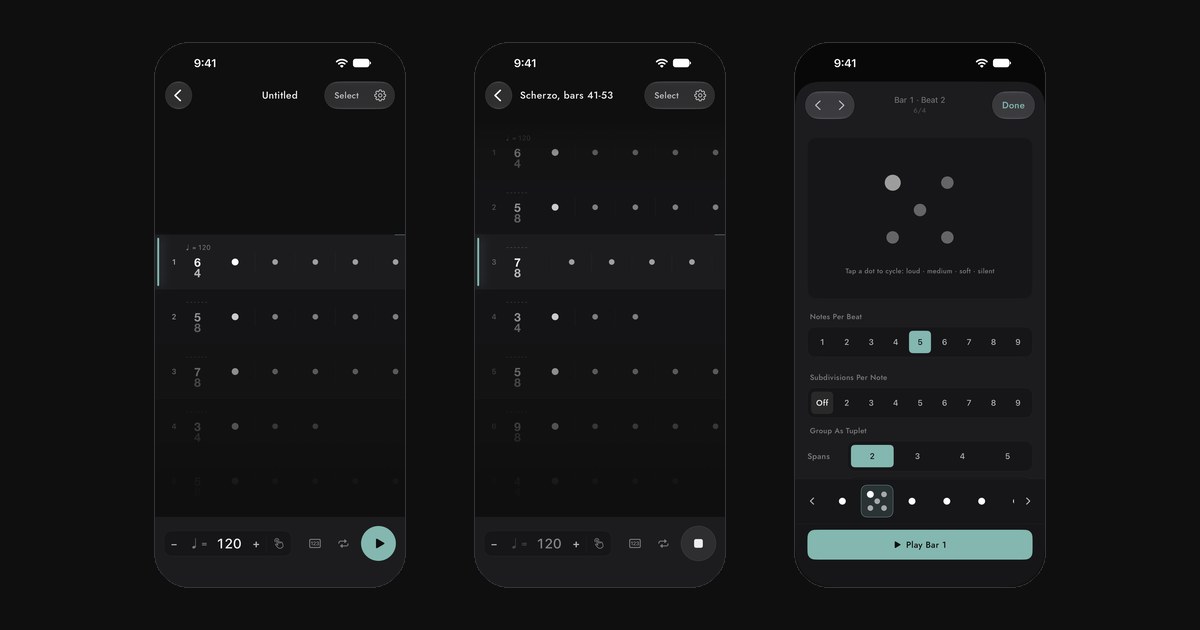 9:41
Untitled
Select
♩ = 120
1 6 4
2 5 8
3 7 8
4 3 4
− ♩ = 120 +
9:41
Scherzo, bars 41-53
Select
♩ = 120
1 6 4
2 5 8
3 7 8
4 3 4
5 8
9 8
− ♩ = 120 +
9:41
Bar 1 · Beat 2
6/4
Done
Tap a dot to cycle: loud · medium · soft · silent
Notes Per Beat
1 2 3 4 5 6 7 8 9
Subdivisions Per Note
Off 2 3 4 5 6 7 8 9
Group As Tuplet
Spans 2 3 4 5
Play Bar 1